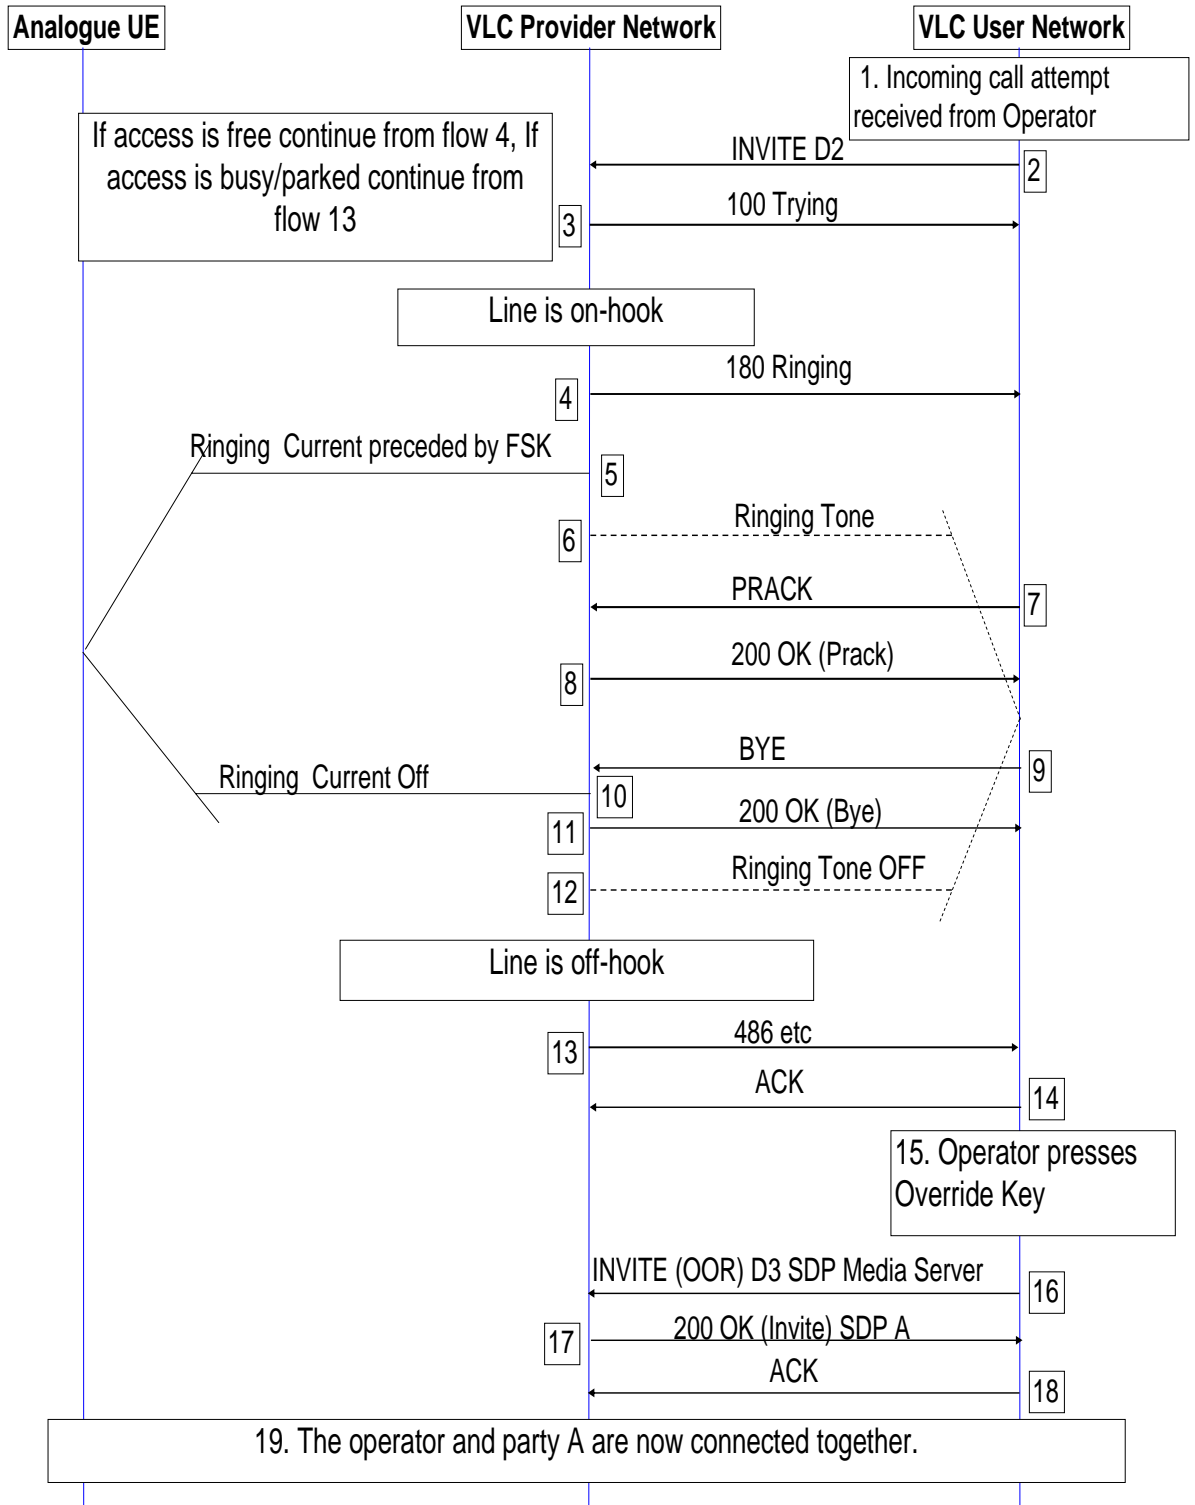 Analogue UE
VLC Provider Network
VLC User Network
1. Incoming call attempt
received from Operator
If access is free continue from flow 4, If
access is busy/parked continue from
flow 13
INVITE D2
2
100 Trying
3
Line is on-hook
180 Ringing
4
Ringing Current preceded by FSK
5
Ringing Tone
6
PRACK
7
200 OK (Prack)
8
BYE
9
Ringing Current Off
10
200 OK (Bye)
11
Ringing Tone OFF
12
Line is off-hook
486 etc
13
ACK
14
15. Operator presses
Override Key
INVITE (OOR) D3 SDP Media Server
16
200 OK (Invite) SDP A
17
ACK
18
19. The operator and party A are now connected together.